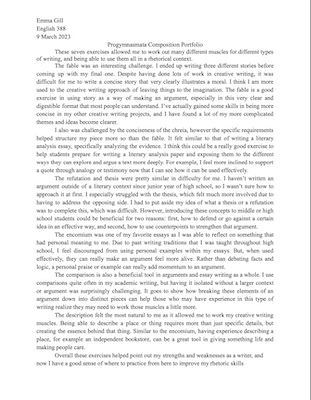 Emma Gill
English 388
9 March 2023
Progymnasmata Composition Portfolio
These seven exercises allowed me to work out many different muscles for different types
of writing, and being able to use them all in a rhetorical context.
The fable was an interesting challenge. I ended up writing three different stories before
coming up with my final one. Despite having done lots of work in creative writing, it was
difficult for me to write a concise story that very clearly illustrates a moral. I think I am more
used to the creative writing approach of leaving things to the imagination. The fable is a good
exercise in using story as a way of making an argument, especially in this very clear and
digestible format that most people can understand. I've actually gained some skills in being more
concise in my other creative writing projects, and I have found a lot of my more complicated
themes and ideas become clearer.
I also was challenged by the conciseness of the chreia, however the specific requirements
helped structure my piece more so than the fable. It felt similar to that of writing a literary
analysis essay, specifically analyzing the evidence. I think this could be a really good exercise to
help students prepare for writing a literary analysis paper and exposing them to the different
ways they can explore and argue a text more deeply. For example, I feel more inclined to support
a quote through analogy or testimony now that I can see how it can be used effectively.
The refutation and thesis were pretty similar in difficulty for me. I haven't written an
argument outside of a literary context since junior year of high school, so I wasn't sure how to
approach it at first. I especially struggled with the thesis, which felt much more involved due to
having to address the opposing side. I had to put aside my idea of what a thesis or a refutation
was to complete this, which was difficult. However, introducing these concepts to middle or high
school students could be beneficial for two reasons: first, how to defend or go against a certain
idea in an effective way, and second, how to use counterpoints to strengthen that argument.
The encomium was one of my favorite essays as I was able to reflect on something that
had personal meaning to me. Due to past writing traditions that I was taught throughout high
school, I feel discouraged from using personal examples within my essays. But, when used
effectively, they can really make an argument feel more alive. Rather than debating facts and
logic, a personal praise or example can really add momentum to an argument.
The comparison is also a beneficial tool in arguments and essay writing as a whole. I use
comparisons quite often in my academic writing, but having it isolated without a larger context
or argument was surprisingly challenging. It goes to show how breaking these elements of an
argument down into distinct pieces can help those who may have experience in this type of
writing realize they may need to work those muscles a little more.
The description felt the most natural to me as it allowed me to work my creative writing
muscles. Being able to describe a place or thing requires more than just specific details, but
creating the essence behind that thing. Similar to the encomium, having experience describing a
place, for example an independent bookstore, can be a great tool in giving something life and
making people care.
Overall these exercises helped point out my strengths and weaknesses as a writer, and
now I have a good sense of where to practice from here to improve my rhetoric skills